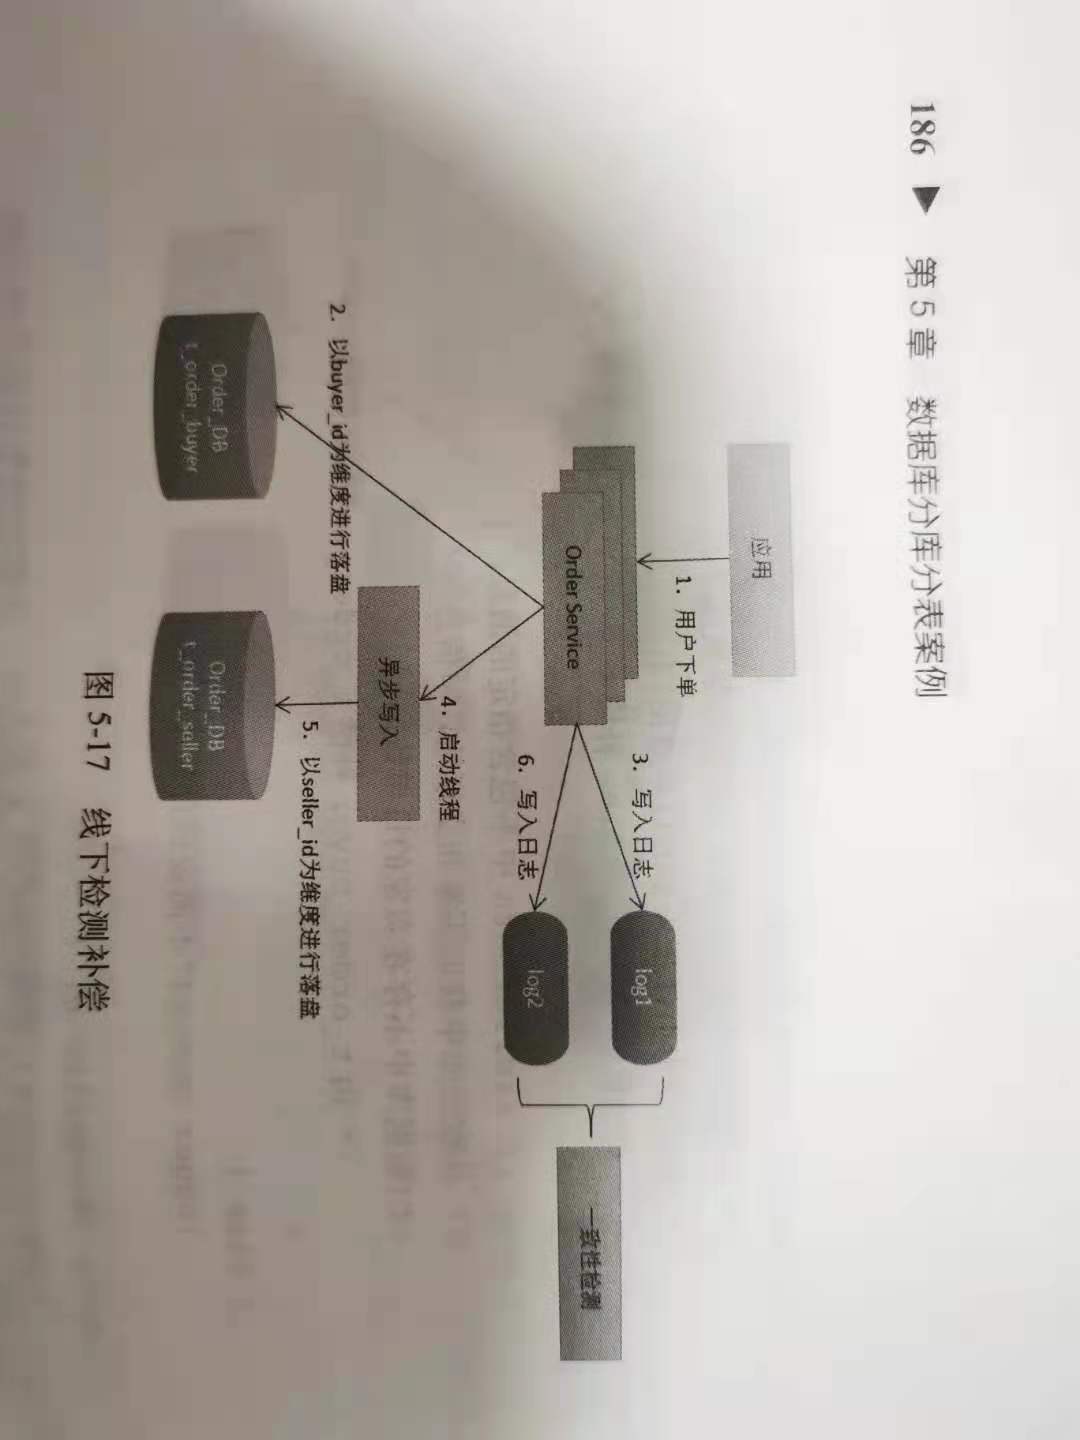 186 ▶ 第 5 章 数据库分库分表案例
应用
1. 用户下单
Order Service
3. 写入日志
log1
6. 写入日志
log2
一致性检测
4. 启动线程
异步写入
2. 以buyer_id为维度进行落盘
5. 以seller_id为维度进行落盘
Order_DB
t_order_buyer
Order_DB
t_order_seller
图 5-17 线下检测补偿